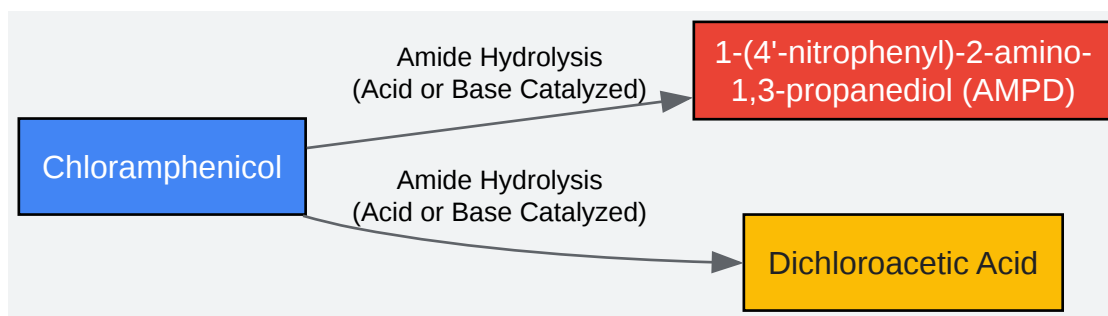 Amide Hydrolysis
(Acid or Base Catalyzed)
1-(4'-nitrophenyl)-2-amino-
1,3-propanediol (AMPD)
Chloramphenicol
Amide Hydrolysis
(Acid or Base Catalyzed)
Dichloroacetic Acid